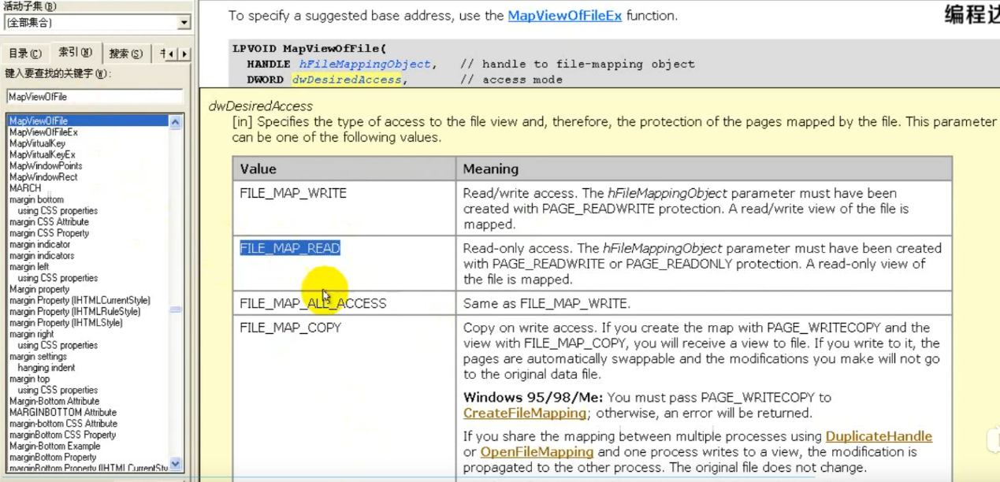 活动子集(B)
(全部集合)
目录(C) 索引(N) 搜索(S)
键入要查找的关键字(W):
MapViewOfFile
MapViewOfFile
MapViewOfFileEx
MapVirtualKey
MapVirtualKeyEx
MapWindowPoints
MapWindowRect
MARCH
margin bottom
using CSS properties
margin CSS Attribute
margin CSS Property
margin indicator
margin indicators
margin left
using CSS properties
Margin property
margin Property (IHTMLCurrentStyle)
margin Property (IHTMLRuleStyle)
margin Property (IHTMLStyle)
margin right
using CSS properties
margin settings
hanging indent
margin top
using CSS properties
Margin-Bottom Attribute
MARGINBOTTOM Attribute
margin-bottom CSS Attribute
marginBottom CSS Property
Margin-Bottom Example
marginBottom Property
marginBottom Property (IHTMLCurrentSty
To specify a suggested base address, use the MapViewOfFileEx function.
编程达
LPVOID MapViewOfFile(
HANDLE hFileMappingObject, // handle to file-mapping object
DWORD dwDesiredAccess, // access mode
dwDesiredAccess
[in] Specifies the type of access to the file view and, therefore, the protection of the pages mapped by the file. This parameter
can be one of the following values.
Value Meaning
FILE_MAP_WRITE Read/write access. The hFileMappingObject parameter must have been
created with PAGE_READWRITE protection. A read/write view of the file is
mapped.
FILE_MAP_READ Read-only access. The hFileMappingObject parameter must have been created
with PAGE_READWRITE or PAGE_READONLY protection. A read-only view of
the file is mapped.
FILE_MAP_ALL_ACCESS Same as FILE_MAP_WRITE.
FILE_MAP_COPY Copy on write access. If you create the map with PAGE_WRITECOPY and the
view with FILE_MAP_COPY, you will receive a view to file. If you write to it, the
pages are automatically swappable and the modifications you make will not go
to the original data file.
Windows 95/98/Me: You must pass PAGE_WRITECOPY to
CreateFileMapping; otherwise, an error will be returned.
If you share the mapping between multiple processes using DuplicateHandle
or OpenFileMapping and one process writes to a view, the modification is
propagated to the other process. The original file does not change.